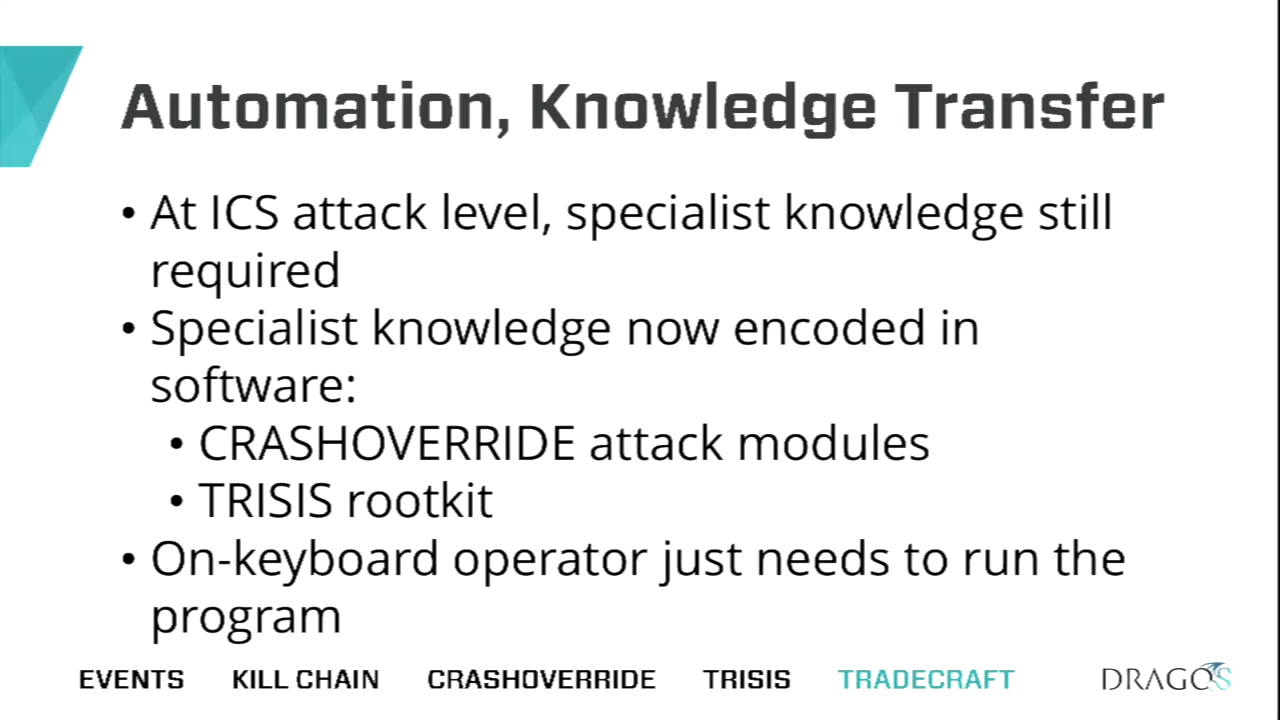 Automation, Knowledge Transfer
• At ICS attack level, specialist knowledge still
required
• Specialist knowledge now encoded in
software:
• CRASHOVERRIDE attack modules
• TRISIS rootkit
• On-keyboard operator just needs to run the
program
EVENTS KILL CHAIN CRASHOVERRIDE TRISIS TRADECRAFT DRAGOS